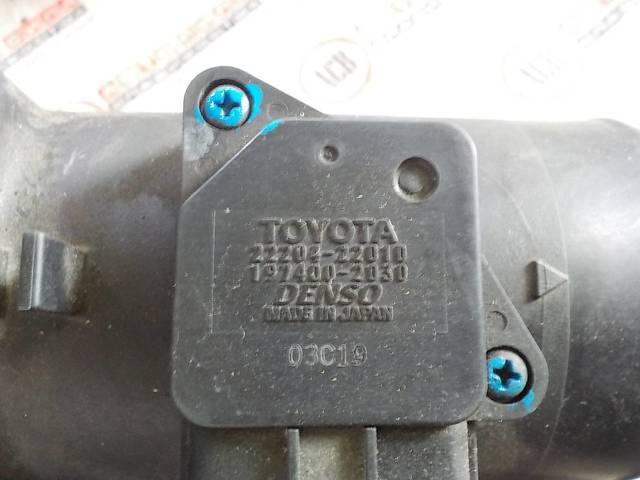 TOYOTA
22204-22010
197400-2030
DENSO
MADE IN JAPAN
03C19